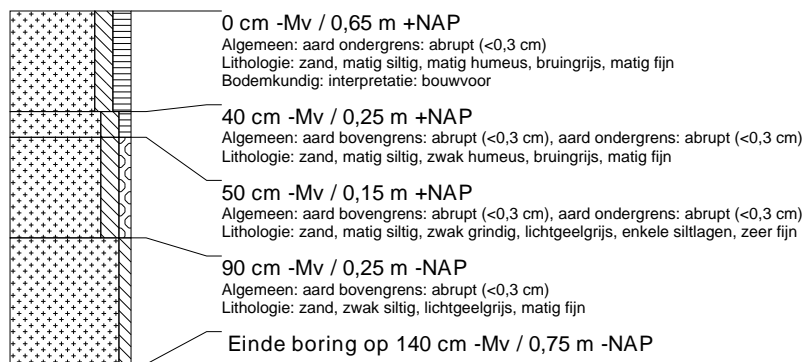 0 cm -Mv / 0,65 m +NAP
Algemeen: aard ondergrens: abrupt (<0,3 cm)
Lithologie: zand, matig siltig, matig humeus, bruingrijs, matig fijn
Bodemkundig: interpretatie: bouwvoor
40 cm -Mv / 0,25 m +NAP
Algemeen: aard bovengrens: abrupt (<0,3 cm), aard ondergrens: abrupt (<0,3 cm)
Lithologie: zand, matig siltig, zwak humeus, bruingrijs, matig fijn
50 cm -Mv / 0,15 m +NAP
Algemeen: aard bovengrens: abrupt (<0,3 cm), aard ondergrens: abrupt (<0,3 cm)
Lithologie: zand, matig siltig, zwak grindig, lichtgeelgrijs, enkele siltlagen, zeer fijn
90 cm -Mv / 0,25 m -NAP
Algemeen: aard bovengrens: abrupt (<0,3 cm)
Lithologie: zand, zwak siltig, lichtgeelgrijs, matig fijn
Einde boring op 140 cm -Mv / 0,75 m -NAP